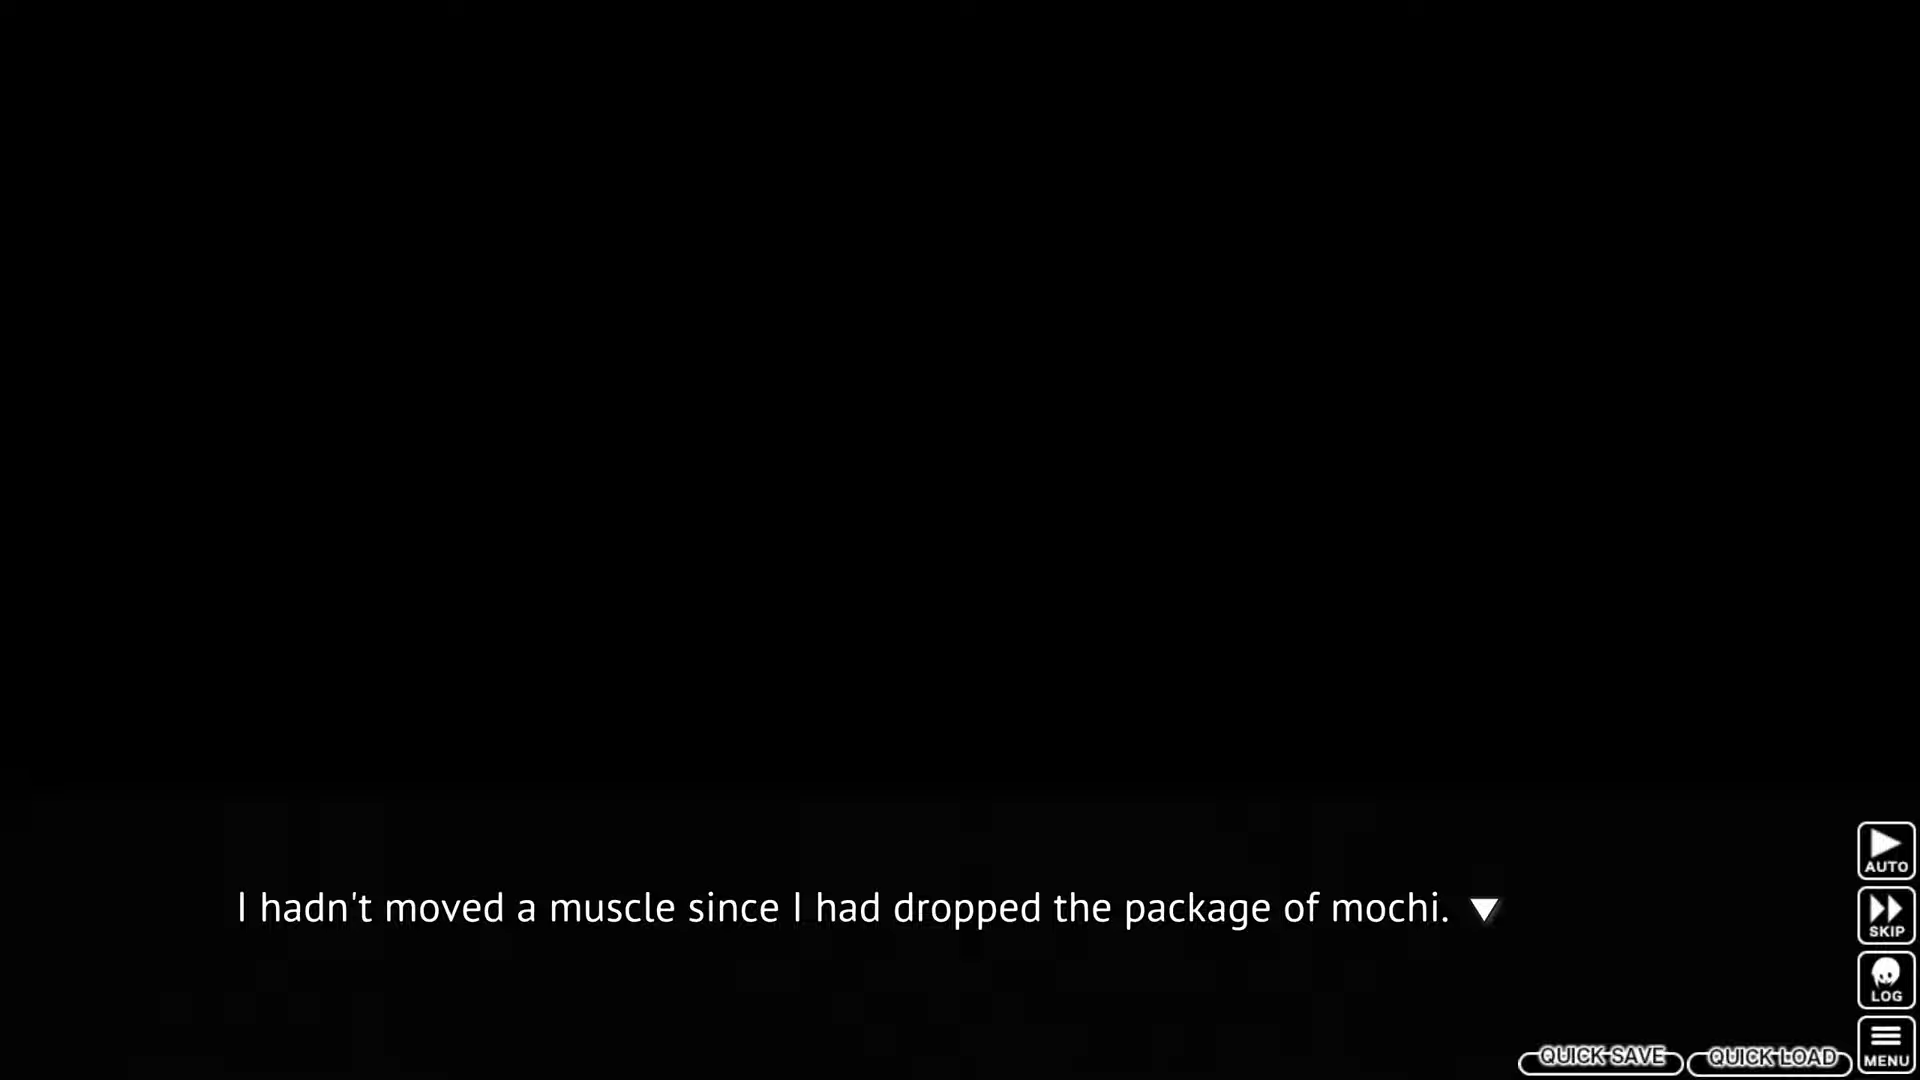 I hadn't moved a muscle since I had dropped the package of mochi.
AUTO
SKIP
LOG
QUICK SAVE
QUICK LOAD
MENU